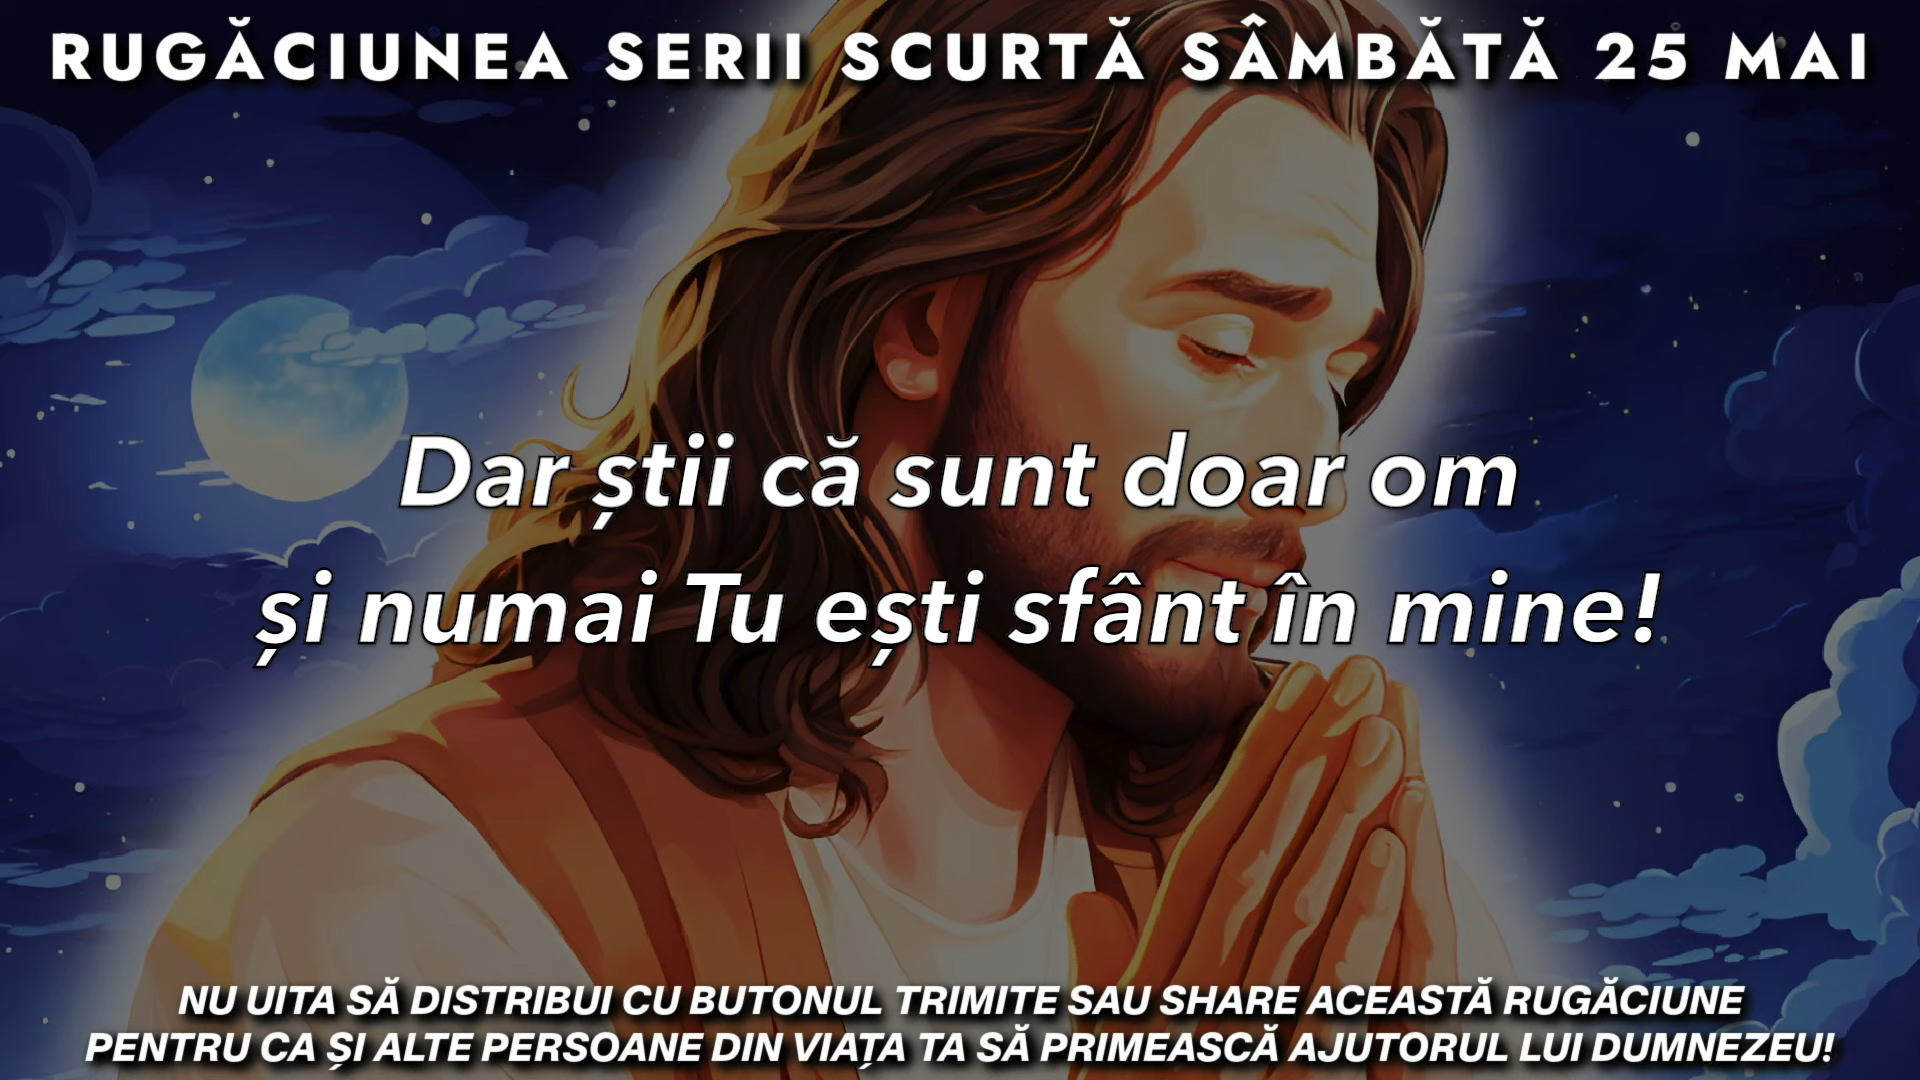 RUGĂCIUNEA SERII SCURTĂ SÂMBĂTĂ 25 MAI
Dar știi că sunt doar om
și numai Tu ești sfânt în mine!
NU UITA SĂ DISTRIBUI CU BUTONUL TRIMITE SAU SHARE ACEASTĂ RUGĂCIUNE
PENTRU CA ȘI ALTE PERSOANE DIN VIAȚA TA SĂ PRIMEASCĂ AJUTORUL LUI DUMNEZEU!